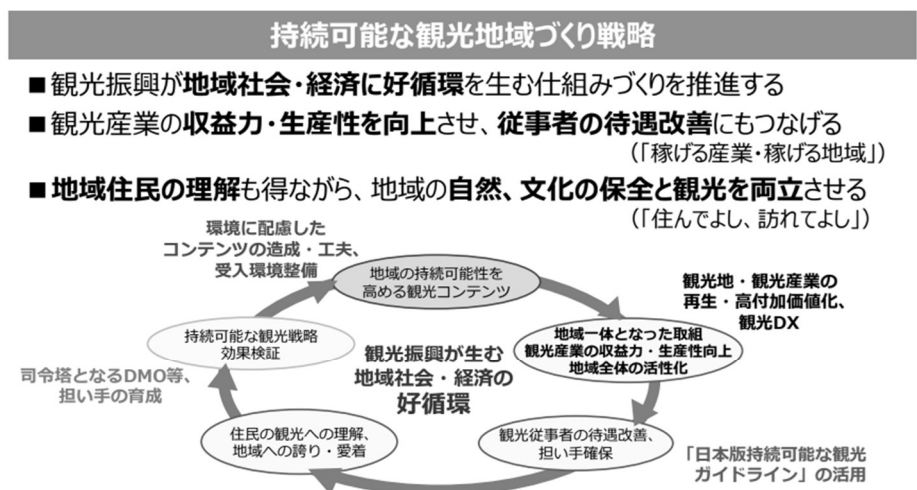 持続可能な観光地域づくり戦略
■観光振興が地域社会・経済に好循環を生む仕組みづくりを推進する
■観光産業の収益力・生産性を向上させ、従事者の待遇改善にもつなげる
（「稼げる産業・稼げる地域」）
■地域住民の理解も得ながら、地域の自然、文化の保全と観光を両立させる
（「住んでよし、訪れてよし」）
環境に配慮した
コンテンツの造成・工夫、
受入環境整備
地域の持続可能性を
高める観光コンテンツ
観光地・観光産業の
再生・高付加価値化、
観光DX
地域一体となった取組
観光産業の収益力・生産性向上
地域全体の活性化
持続可能な観光戦略
効果検証
観光振興が生む
地域社会・経済の
好循環
司令塔となるDMO等、
担い手の育成
住民の観光への理解、
地域への誇り・愛着
観光従事者の待遇改善、
担い手確保
「日本版持続可能な観光
ガイドライン」の活用